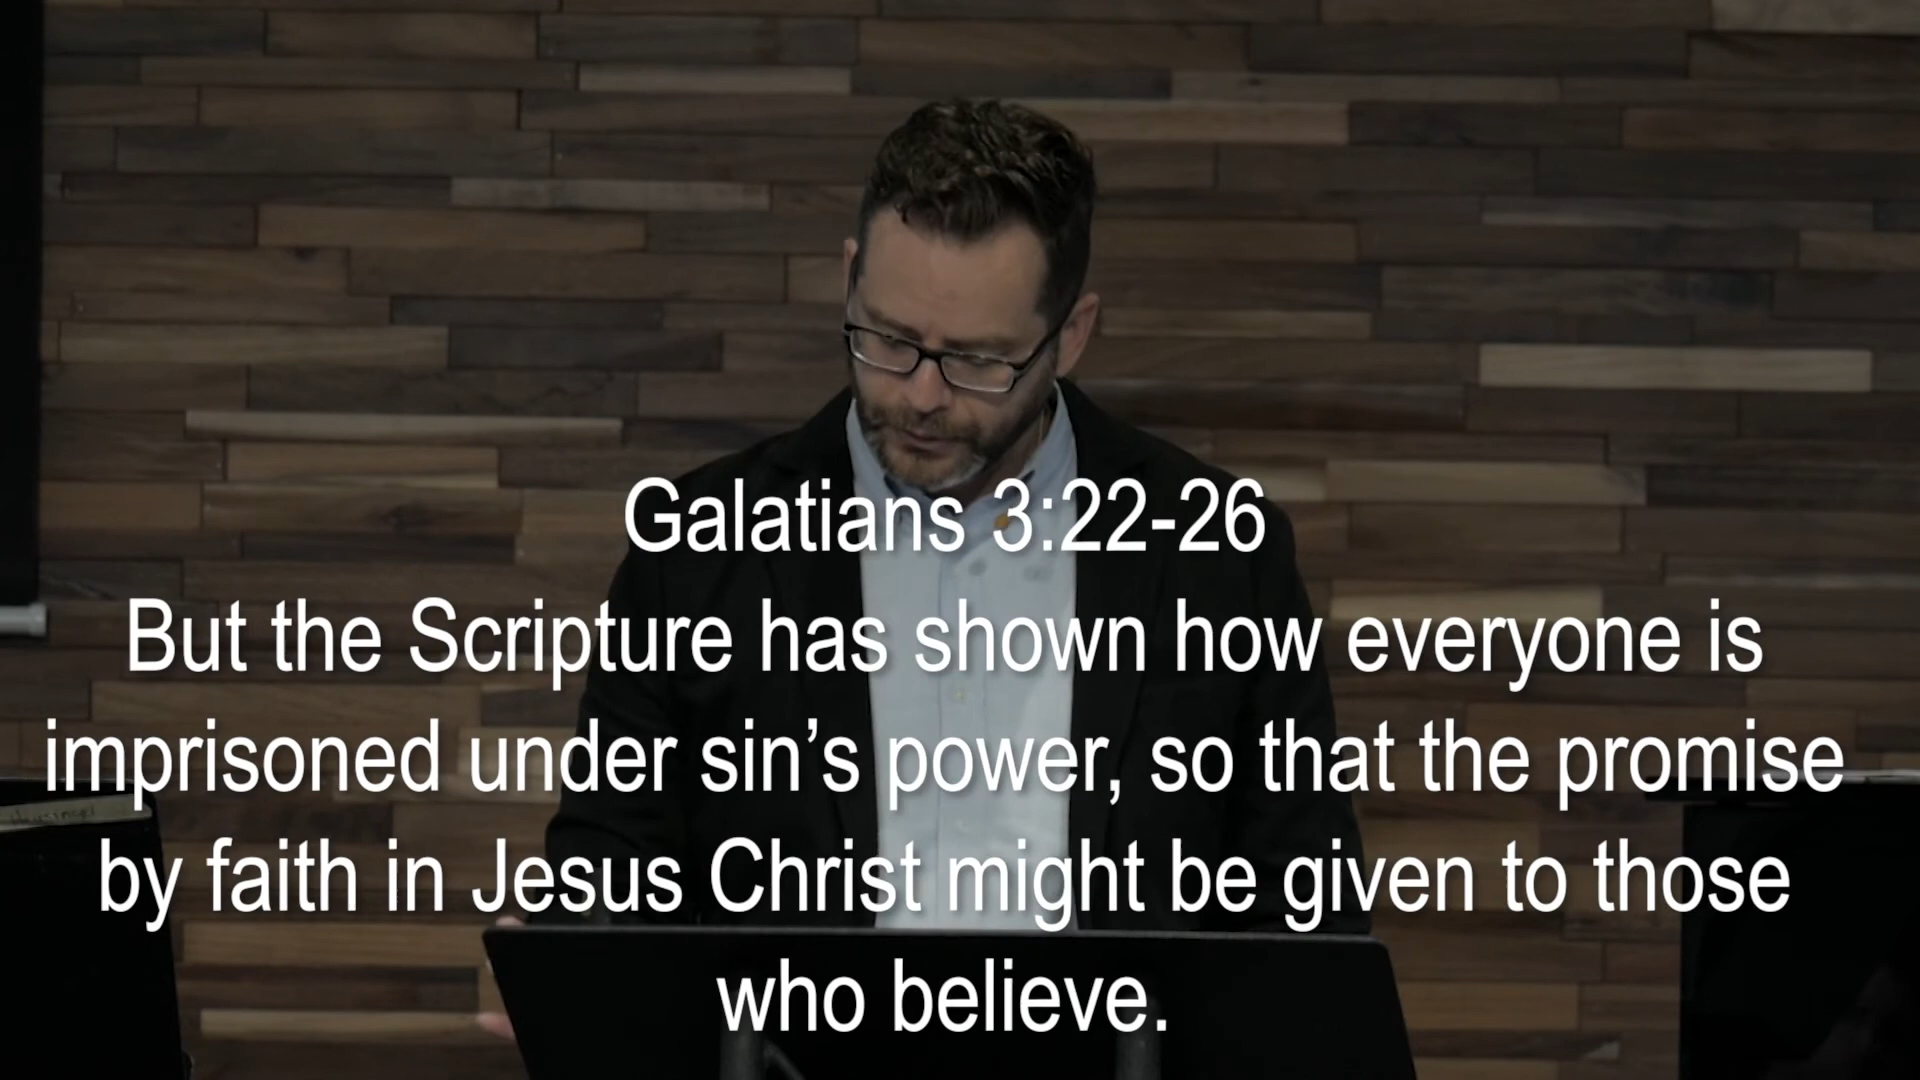 Galatians 3:22-26
But the Scripture has shown how everyone is
imprisoned under sin’s power, so that the promise
by faith in Jesus Christ might be given to those
who believe.